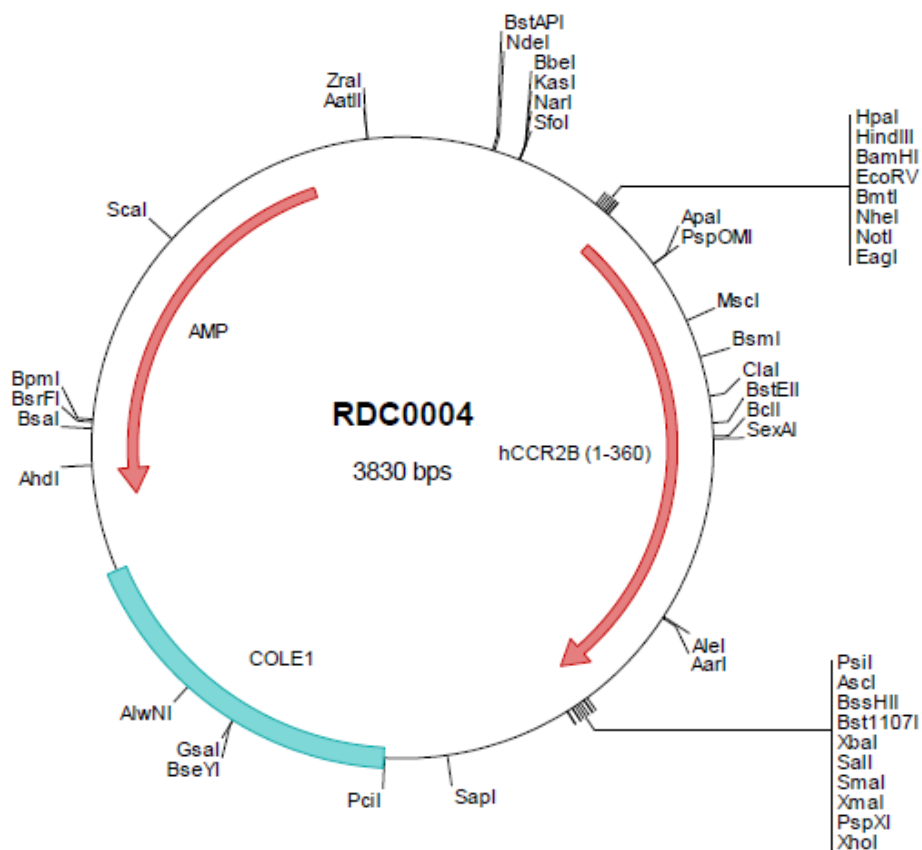 BstAPI
NdeI
BbeI
KasI
NarI
SfoI
ZraI
AatII
HpaI
HindIII
BamHI
EcoRV
BmtI
NheI
NotI
EagI
ScaI
ApaI
PspOMI
MscI
BsmI
AMP
ClaI
BstEII
BclI
SexAI
BpmI
BsrFI
BsaI
AhdI
RDC0004
3830 bps
hCCR2B (1-360)
AleI
AarI
COLE1
PsiI
AscI
BssHII
Bst1107I
XbaI
SalI
SmaI
XmaI
PspXI
XhoI
AlwNI
GsaI
BseYI
PciI
SapI